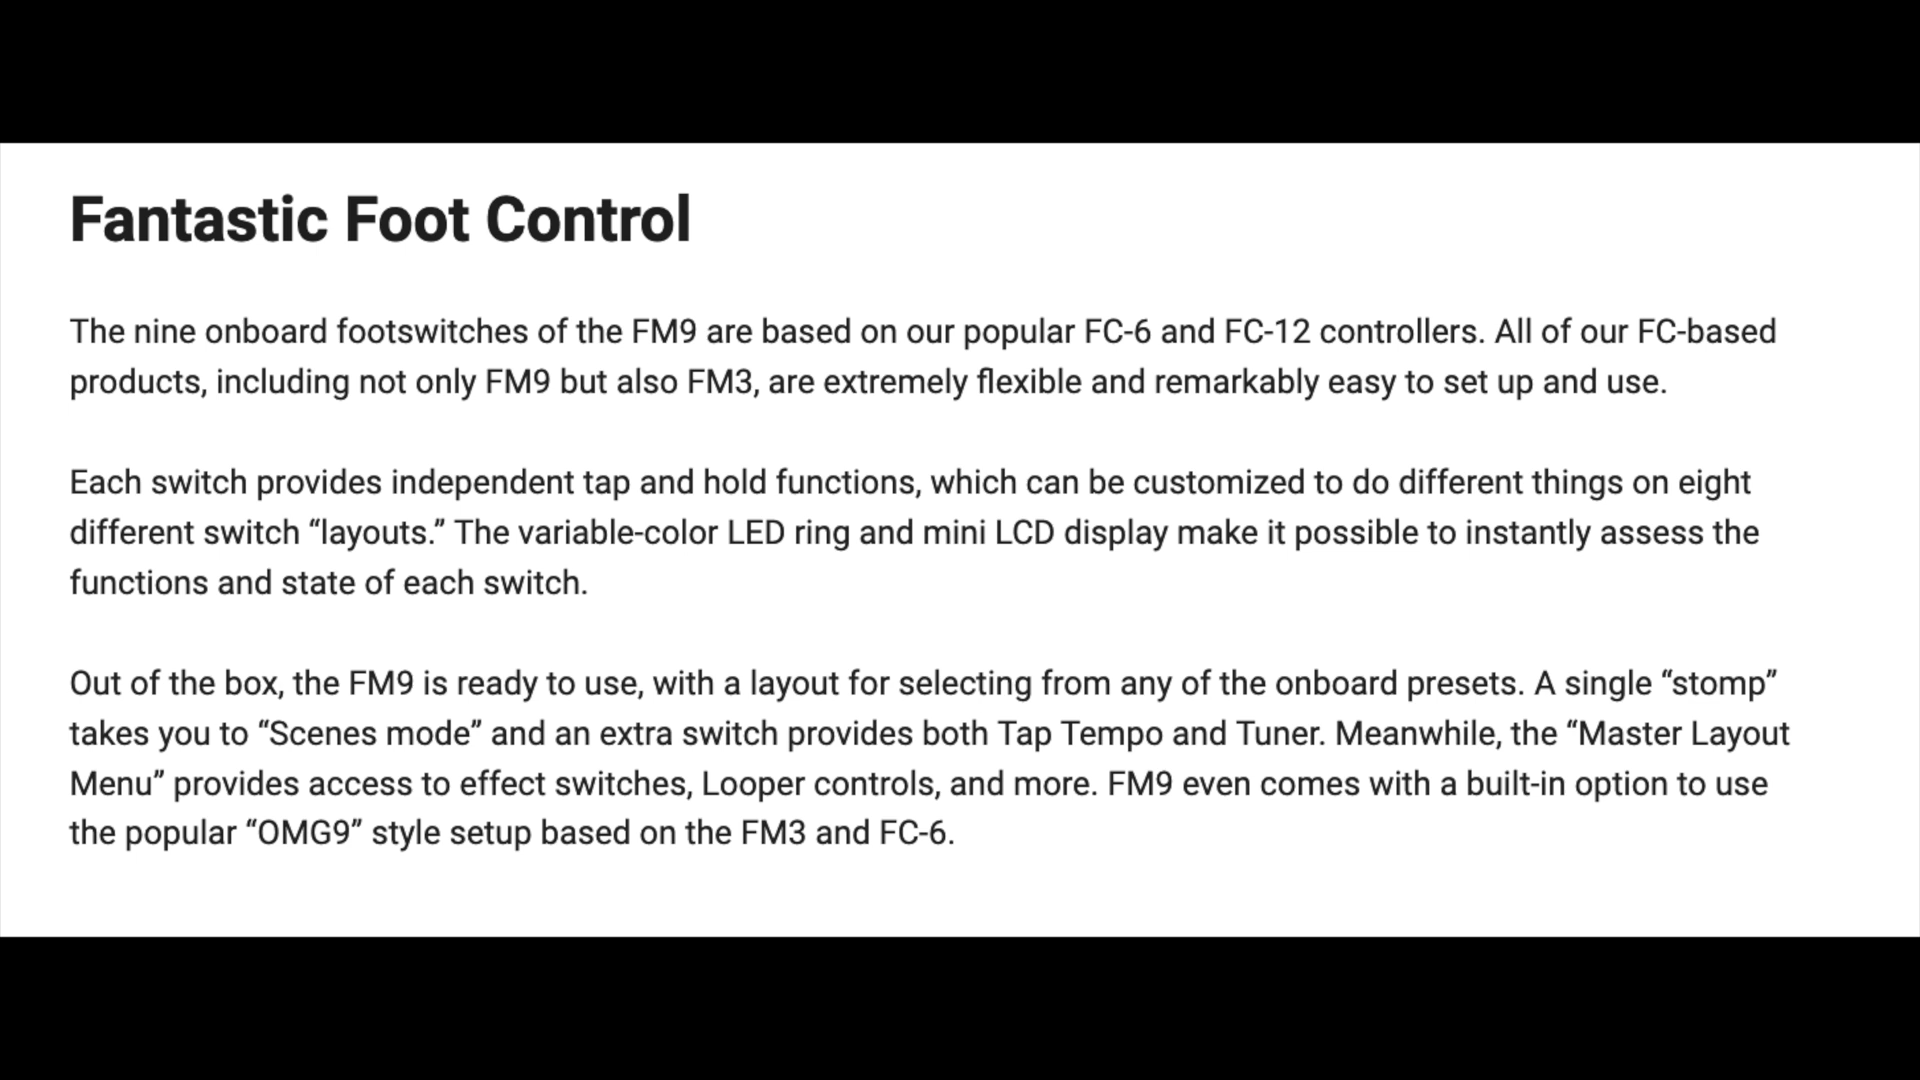 Fantastic Foot Control
The nine onboard footswitches of the FM9 are based on our popular FC-6 and FC-12 controllers. All of our FC-based
products, including not only FM9 but also FM3, are extremely flexible and remarkably easy to set up and use.
Each switch provides independent tap and hold functions, which can be customized to do different things on eight
different switch “layouts.” The variable-color LED ring and mini LCD display make it possible to instantly assess the
functions and state of each switch.
Out of the box, the FM9 is ready to use, with a layout for selecting from any of the onboard presets. A single “stomp”
takes you to “Scenes mode” and an extra switch provides both Tap Tempo and Tuner. Meanwhile, the “Master Layout
Menu” provides access to effect switches, Looper controls, and more. FM9 even comes with a built-in option to use
the popular “OMG9” style setup based on the FM3 and FC-6.